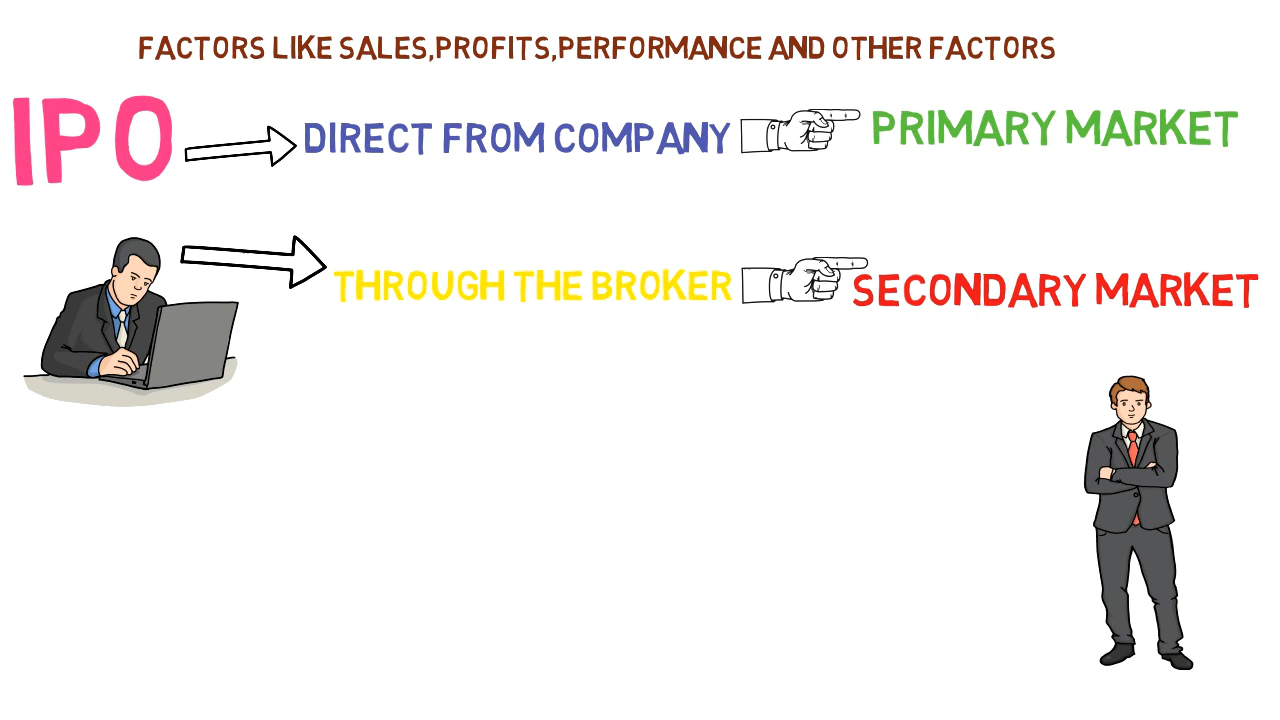 FACTORS LIKE SALES,PROFITS,PERFORMANCE AND OTHER FACTORS
IPO DIRECT FROM COMPANY PRIMARY MARKET
THROUGH THE BROKER SECONDARY MARKET